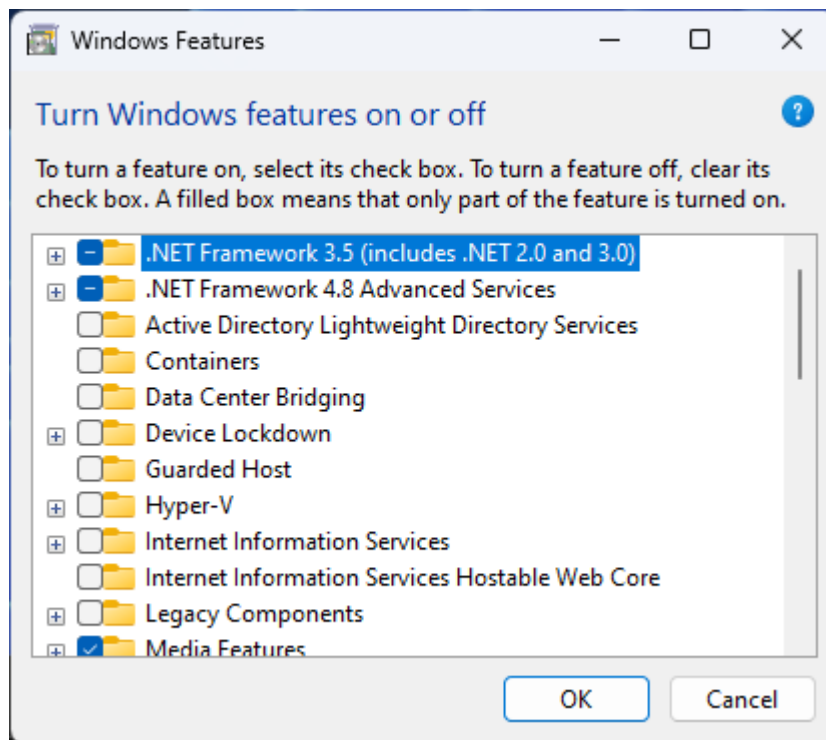 Windows Features
Turn Windows features on or off
?
To turn a feature on, select its check box. To turn a feature off, clear its
check box. A filled box means that only part of the feature is turned on.
.NET Framework 3.5 (includes .NET 2.0 and 3.0)
.NET Framework 4.8 Advanced Services
Active Directory Lightweight Directory Services
Containers
Data Center Bridging
Device Lockdown
Guarded Host
Hyper-V
Internet Information Services
Internet Information Services Hostable Web Core
Legacy Components
Media Features
OK
Cancel